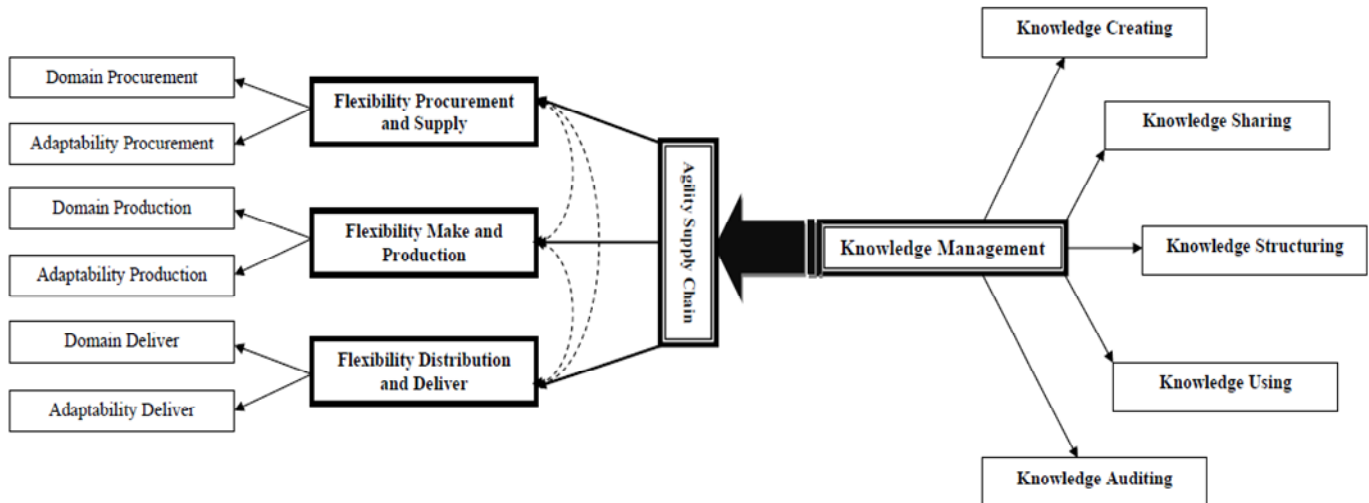 Domain Procurement
Adaptability Procurement
Domain Production
Adaptability Production
Domain Deliver
Adaptability Deliver
Flexibility Procurement
and Supply
Flexibility Make and
Production
Flexibility Distribution
and Deliver
Agility Supply Chain
Knowledge Management
Knowledge Creating
Knowledge Sharing
Knowledge Structuring
Knowledge Using
Knowledge Auditing